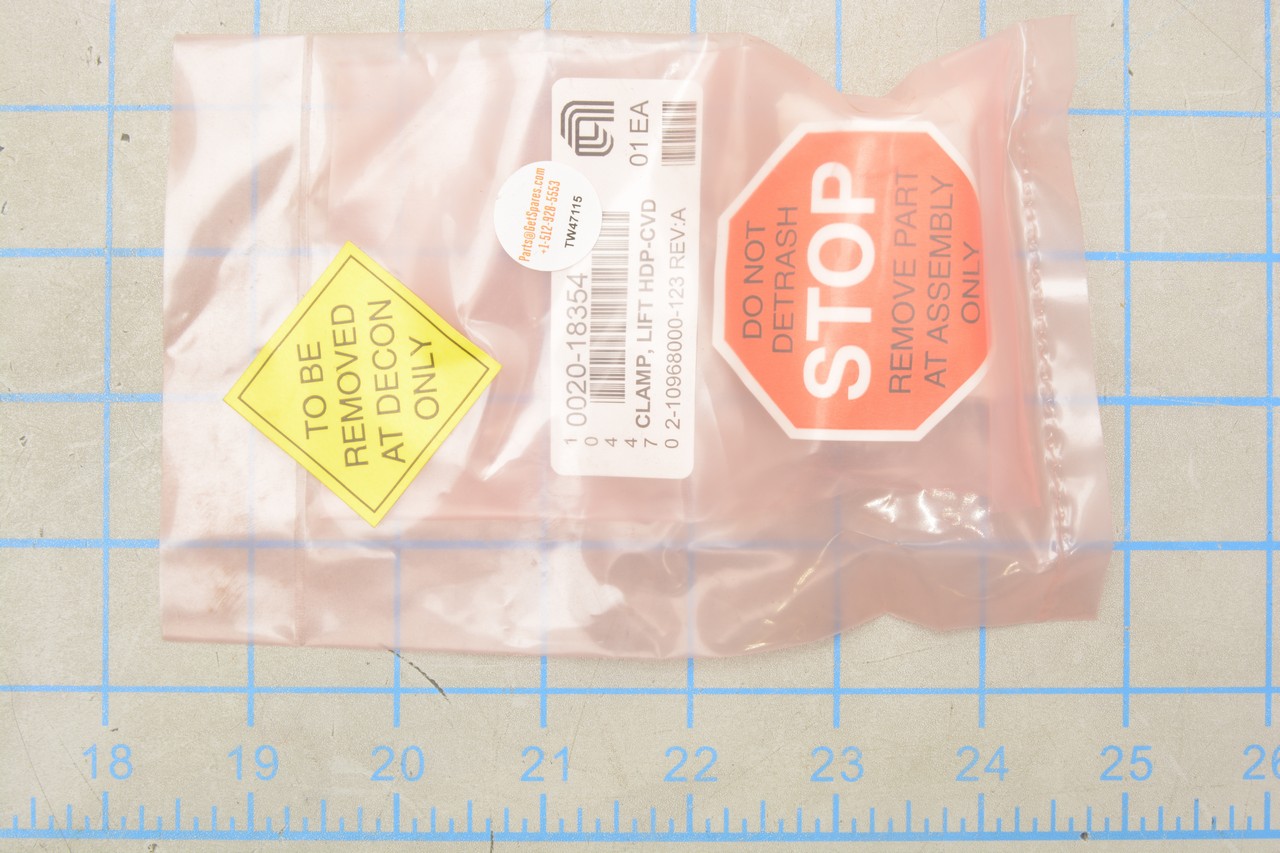 TO BE
REMOVED
AT DECON
ONLY
Parts@GetSpares.com
+1-512-928-5553
TW47115
01 EA
1 0020-18354
0
4
4
7 CLAMP, LIFT HDP-CVD
0 2-10968000-123 REV:A
DO NOT
DETRASH
STOP
REMOVE PART
AT ASSEMBLY
ONLY
18 19 20 21 22 23 24 25 26